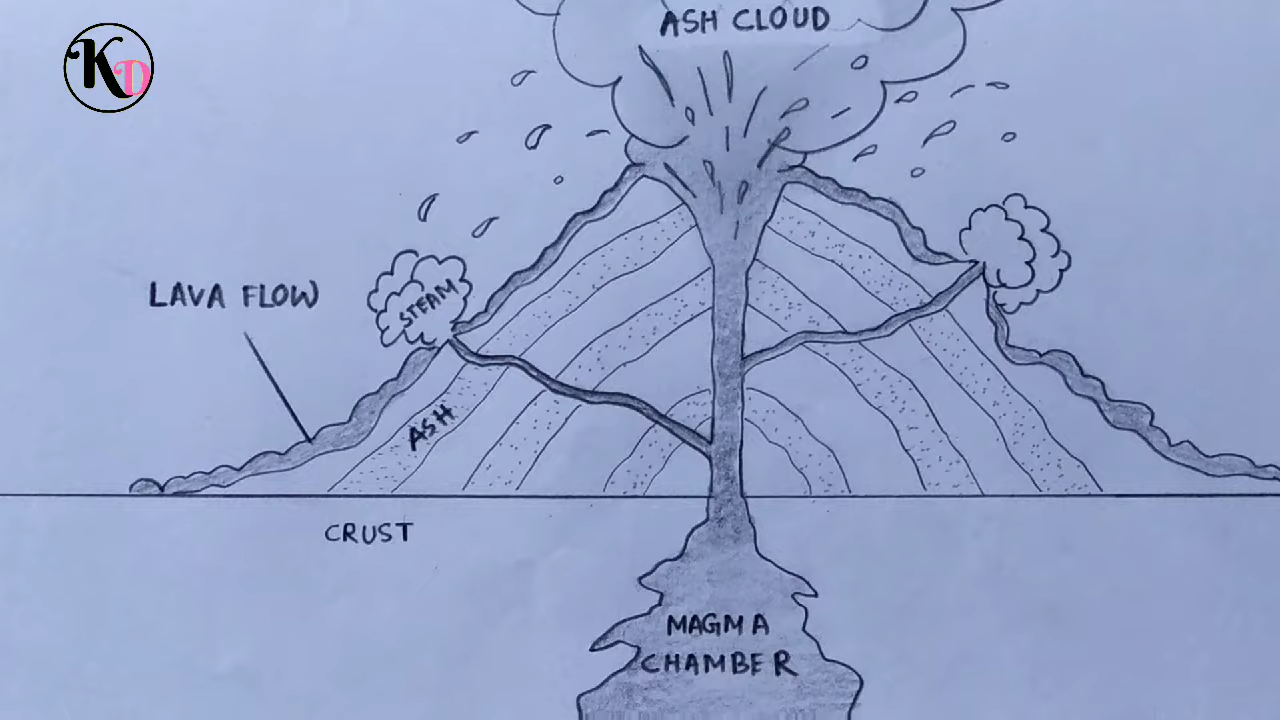 KD
ASH CLOUD
LAVA FLOW
STEAM
ASH
CRUST
MAGMA
CHAMBER